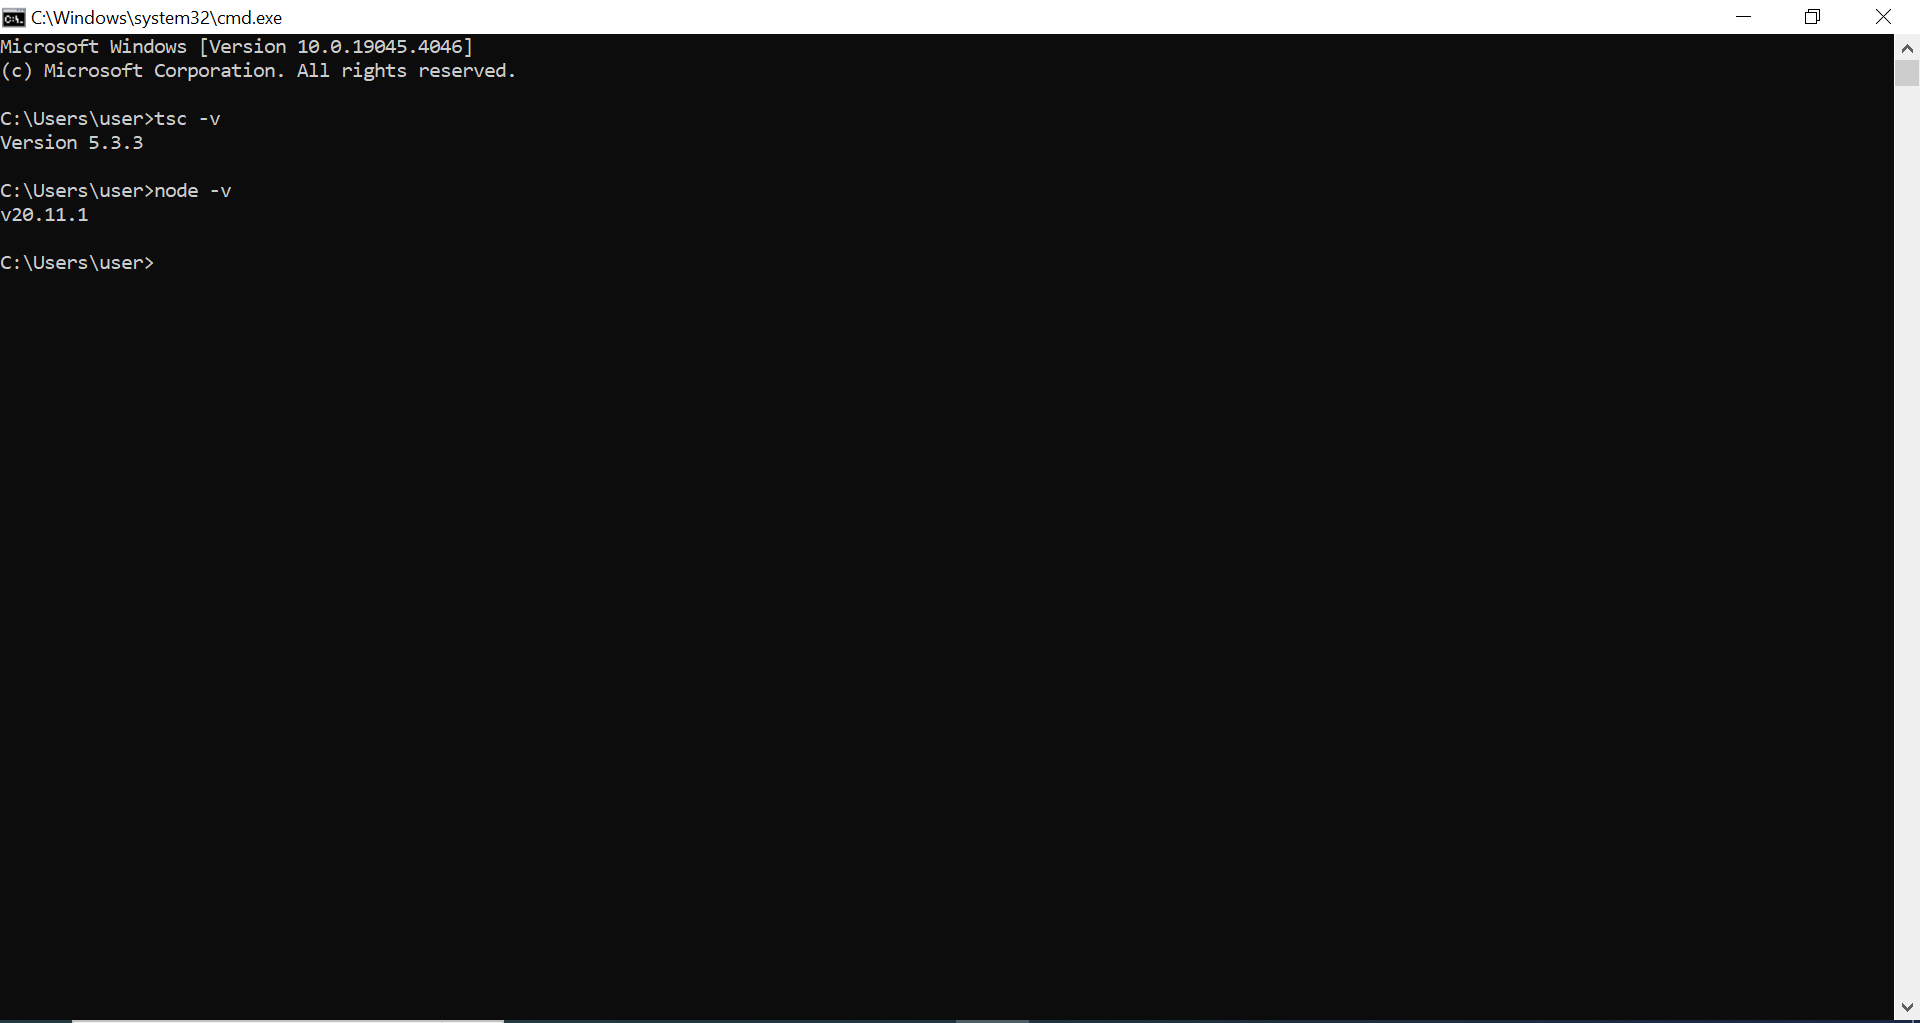 C:\Windows\system32\cmd.exe
Microsoft Windows [Version 10.0.19045.4046]
(c) Microsoft Corporation. All rights reserved.
C:\Users\user>tsc -v
Version 5.3.3
C:\Users\user>node -v
v20.11.1
C:\Users\user>